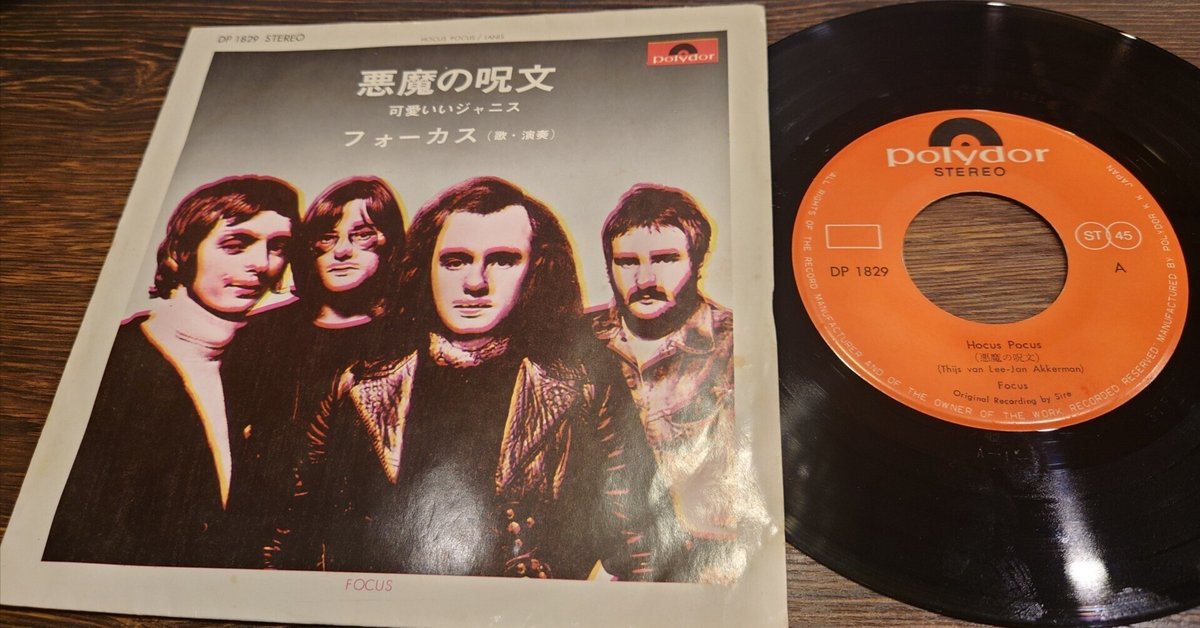 DP 1829 STEREO
HOCUS POCUS / JANIS
polydor
悪魔の呪文
可愛いいジャニス
フォーカス (歌・演奏)
FOCUS
polydor
STEREO
ST 45
DP 1829
A
Hocus Pocus
(悪魔の呪文)
(Thijs van Lee-Jan Akkerman)
Focus
Original Recording by Sire
ALL RIGHTS OF THE RECORD MANUFACTURER AND OF THE OWNER OF THE WORK RECORDED RESERVED. MANUFACTURED BY POLYDOR K.K. JAPAN